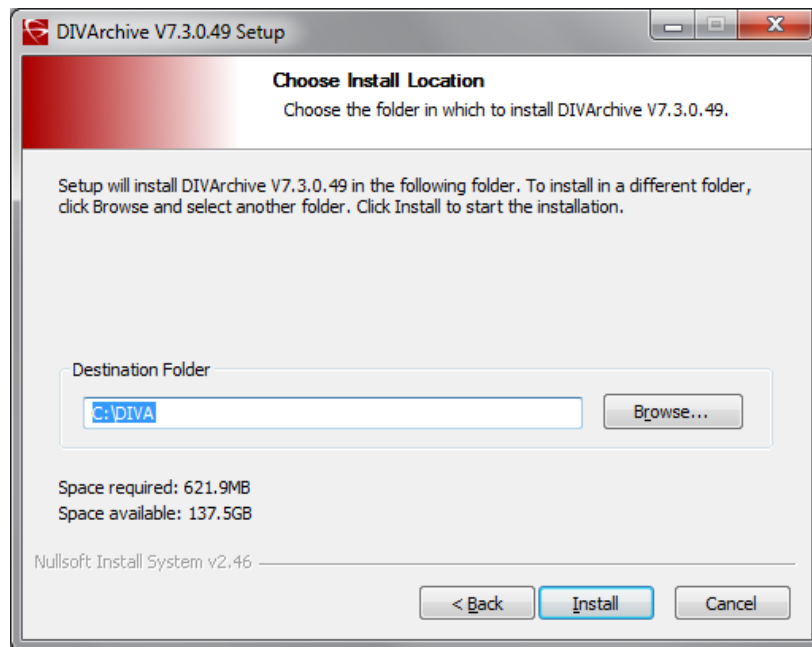 DIVArchive V7.3.0.49 Setup
Choose Install Location
Choose the folder in which to install DIVArchive V7.3.0.49.
Setup will install DIVArchive V7.3.0.49 in the following folder. To install in a different folder,
click Browse and select another folder. Click Install to start the installation.
Destination Folder
C:\DIVA
Browse...
Space required: 621.9MB
Space available: 137.5GB
Nullsoft Install System v2.46
< Back
Install
Cancel